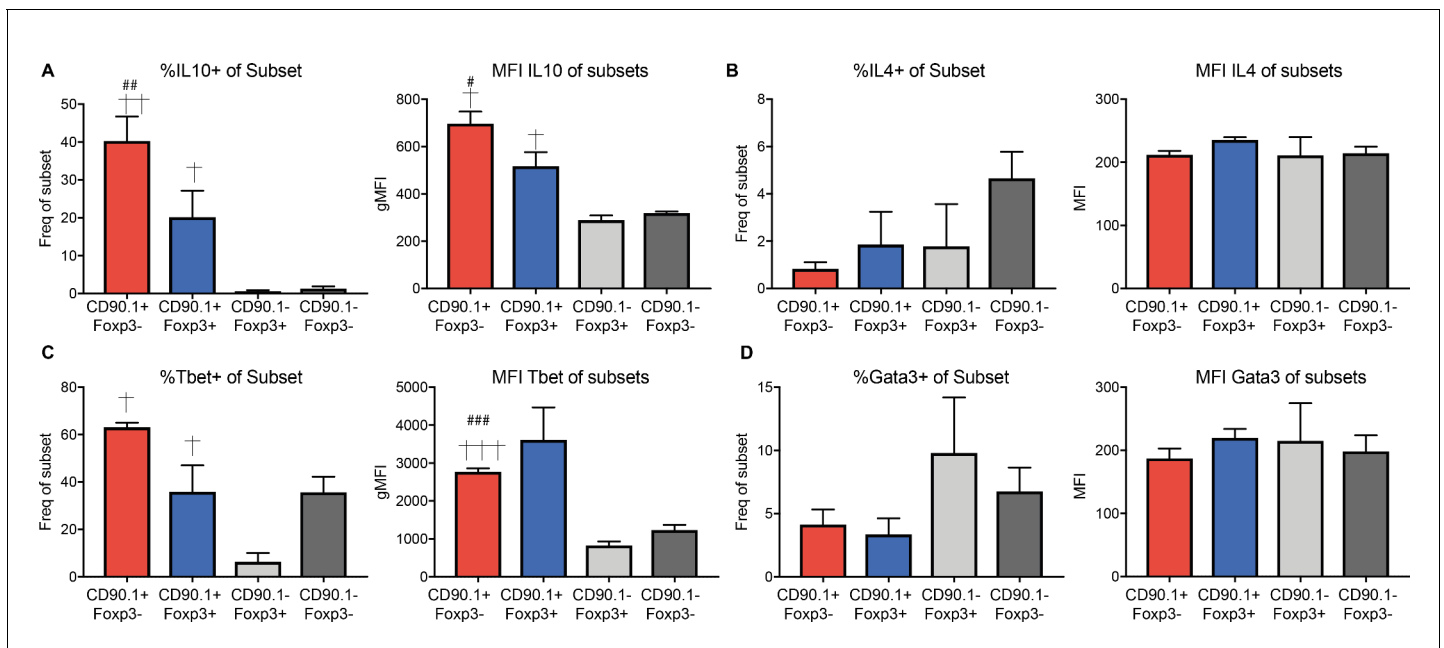 A
%IL10+ of Subset
##
††
†
Freq of subset
50
40
30
20
10
0
CD90.1+ CD90.1+ CD90.1- CD90.1-
Foxp3- Foxp3+ Foxp3+ Foxp3-
MFI IL10 of subsets
#
†
†
gMFI
800
600
400
200
0
CD90.1+ CD90.1+ CD90.1- CD90.1-
Foxp3- Foxp3+ Foxp3+ Foxp3-
B
%IL4+ of Subset
Freq of subset
8
6
4
2
0
CD90.1+ CD90.1+ CD90.1- CD90.1-
Foxp3- Foxp3+ Foxp3+ Foxp3-
MFI IL4 of subsets
MFI
300
200
100
0
CD90.1+ CD90.1+ CD90.1- CD90.1-
Foxp3- Foxp3+ Foxp3+ Foxp3-
C
%Tbet+ of Subset
†
†
Freq of subset
80
60
40
20
0
CD90.1+ CD90.1+ CD90.1- CD90.1-
Foxp3- Foxp3+ Foxp3+ Foxp3-
MFI Tbet of subsets
###
†††
gMFI
5000
4000
3000
2000
1000
0
CD90.1+ CD90.1+ CD90.1- CD90.1-
Foxp3- Foxp3+ Foxp3+ Foxp3-
D
%Gata3+ of Subset
Freq of subset
15
10
5
0
CD90.1+ CD90.1+ CD90.1- CD90.1-
Foxp3- Foxp3+ Foxp3+ Foxp3-
MFI Gata3 of subsets
MFI
300
200
100
0
CD90.1+ CD90.1+ CD90.1- CD90.1-
Foxp3- Foxp3+ Foxp3+ Foxp3-